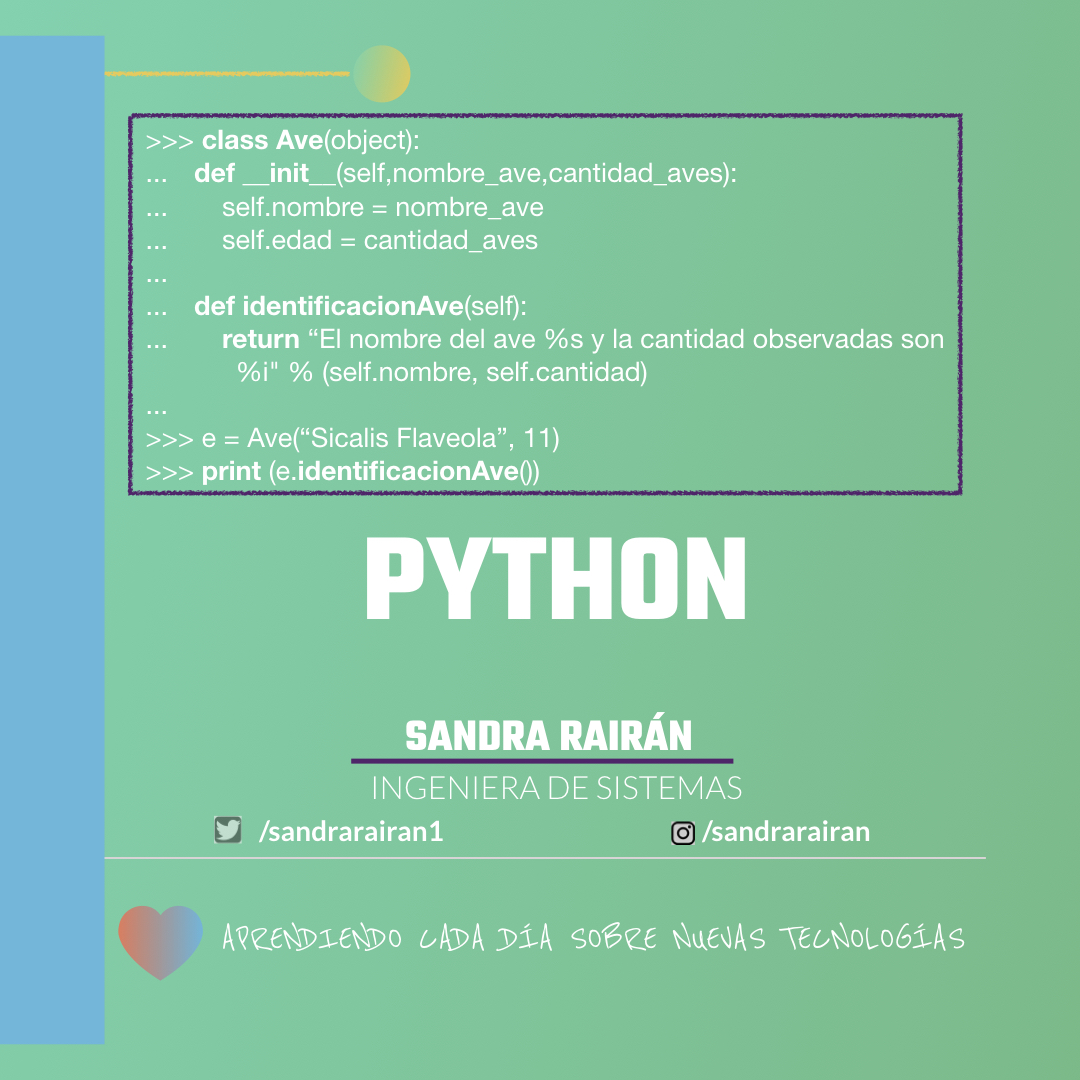 >>> class Ave(object):
...    def __init__(self,nombre_ave,cantidad_aves):
...        self.nombre = nombre_ave
...        self.edad = cantidad_aves
...
...    def identificacionAve(self):
...        return “El nombre del ave %s y la cantidad observadas son
%i" % (self.nombre, self.cantidad)
...
>>> e = Ave(“Sicalis Flaveola”, 11)
>>> print (e.identificacionAve())
PYTHON
SANDRA RAIRÁN
INGENIERA DE SISTEMAS
/sandrarairan1 /sandrarairan
APRENDIENDO CADA DÍA SOBRE NUEVAS TECNOLOGÍAS